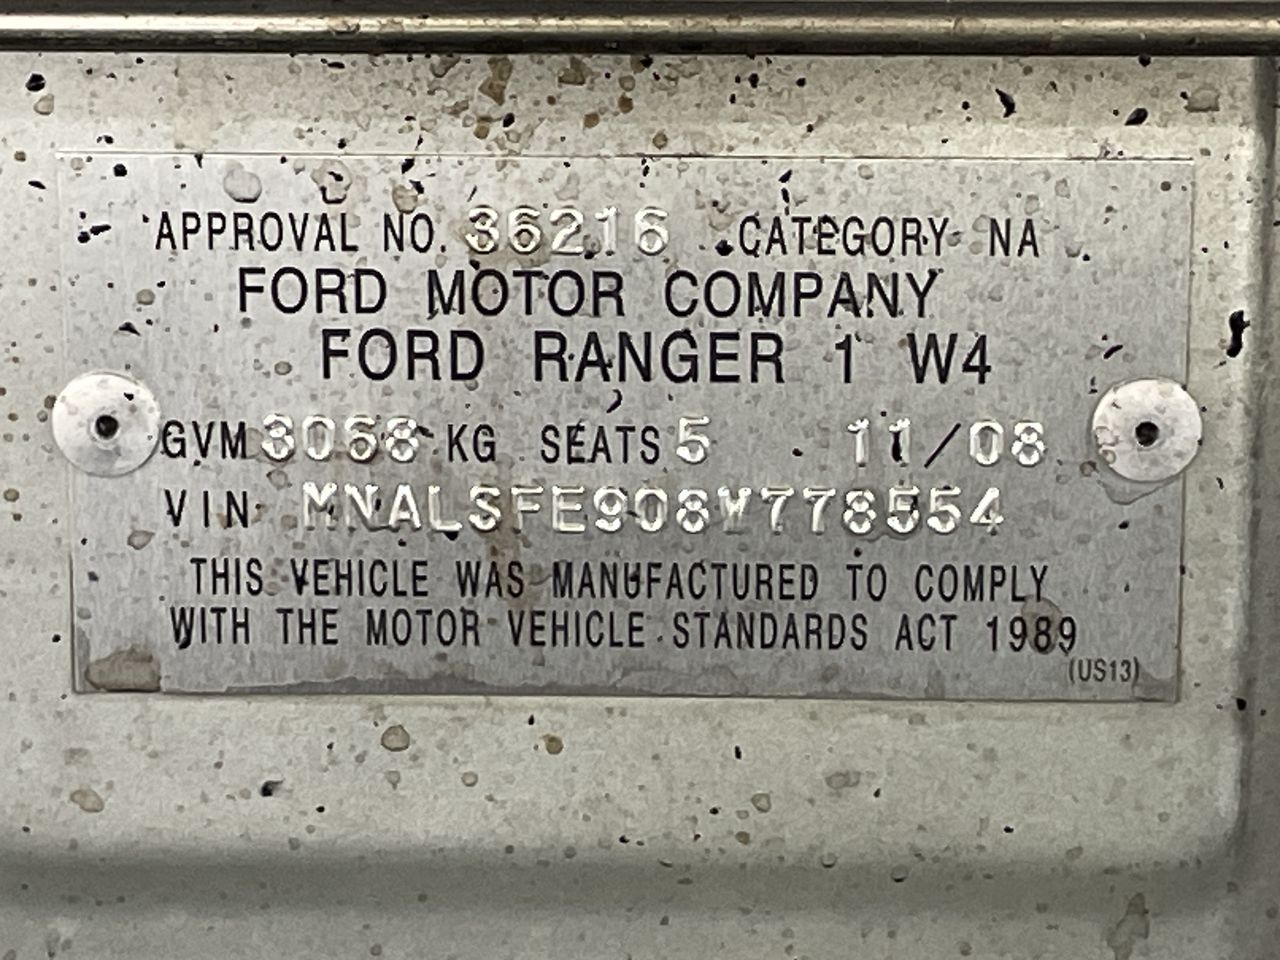 APPROVAL NO. 36216 CATEGORY NA
FORD MOTOR COMPANY
FORD RANGER 1 W4
GVM 3068 KG SEATS 5 11/08
VIN MNALSFE908W778554
THIS VEHICLE WAS MANUFACTURED TO COMPLY
WITH THE MOTOR VEHICLE STANDARDS ACT 1989
(US13)